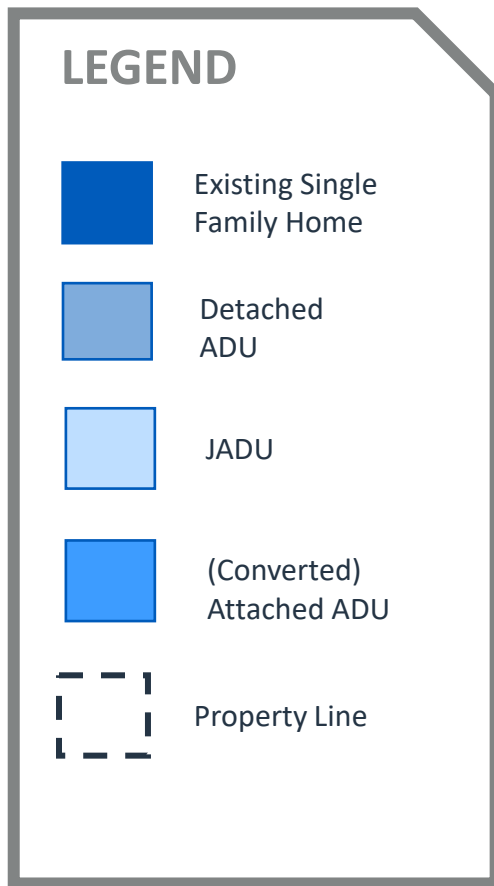 LEGEND
Existing Single
Family Home
Detached
ADU
JADU
(Converted)
Attached ADU
Property Line